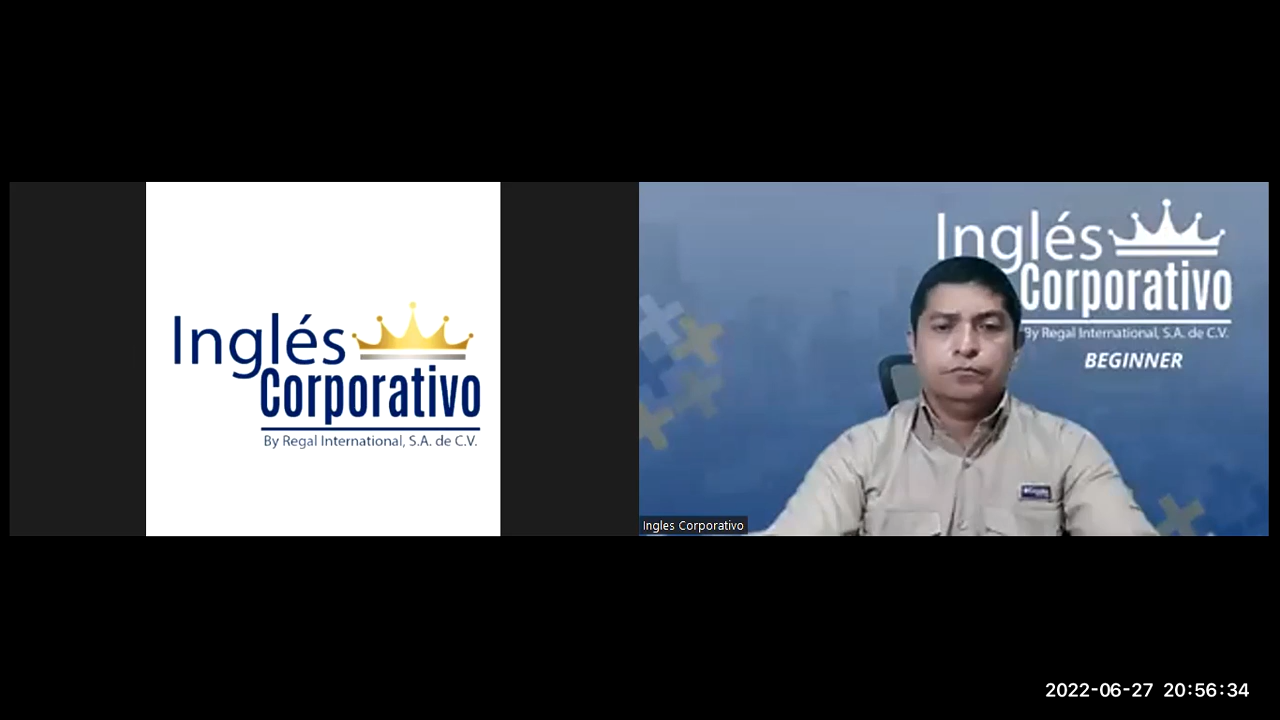 Inglés
Corporativo
By Regal International, S.A. de C.V.
Inglés
Corporativo
By Regal International, S.A. de C.V.
BEGINNER
Ingles Corporativo
2022-06-27 20:56:34